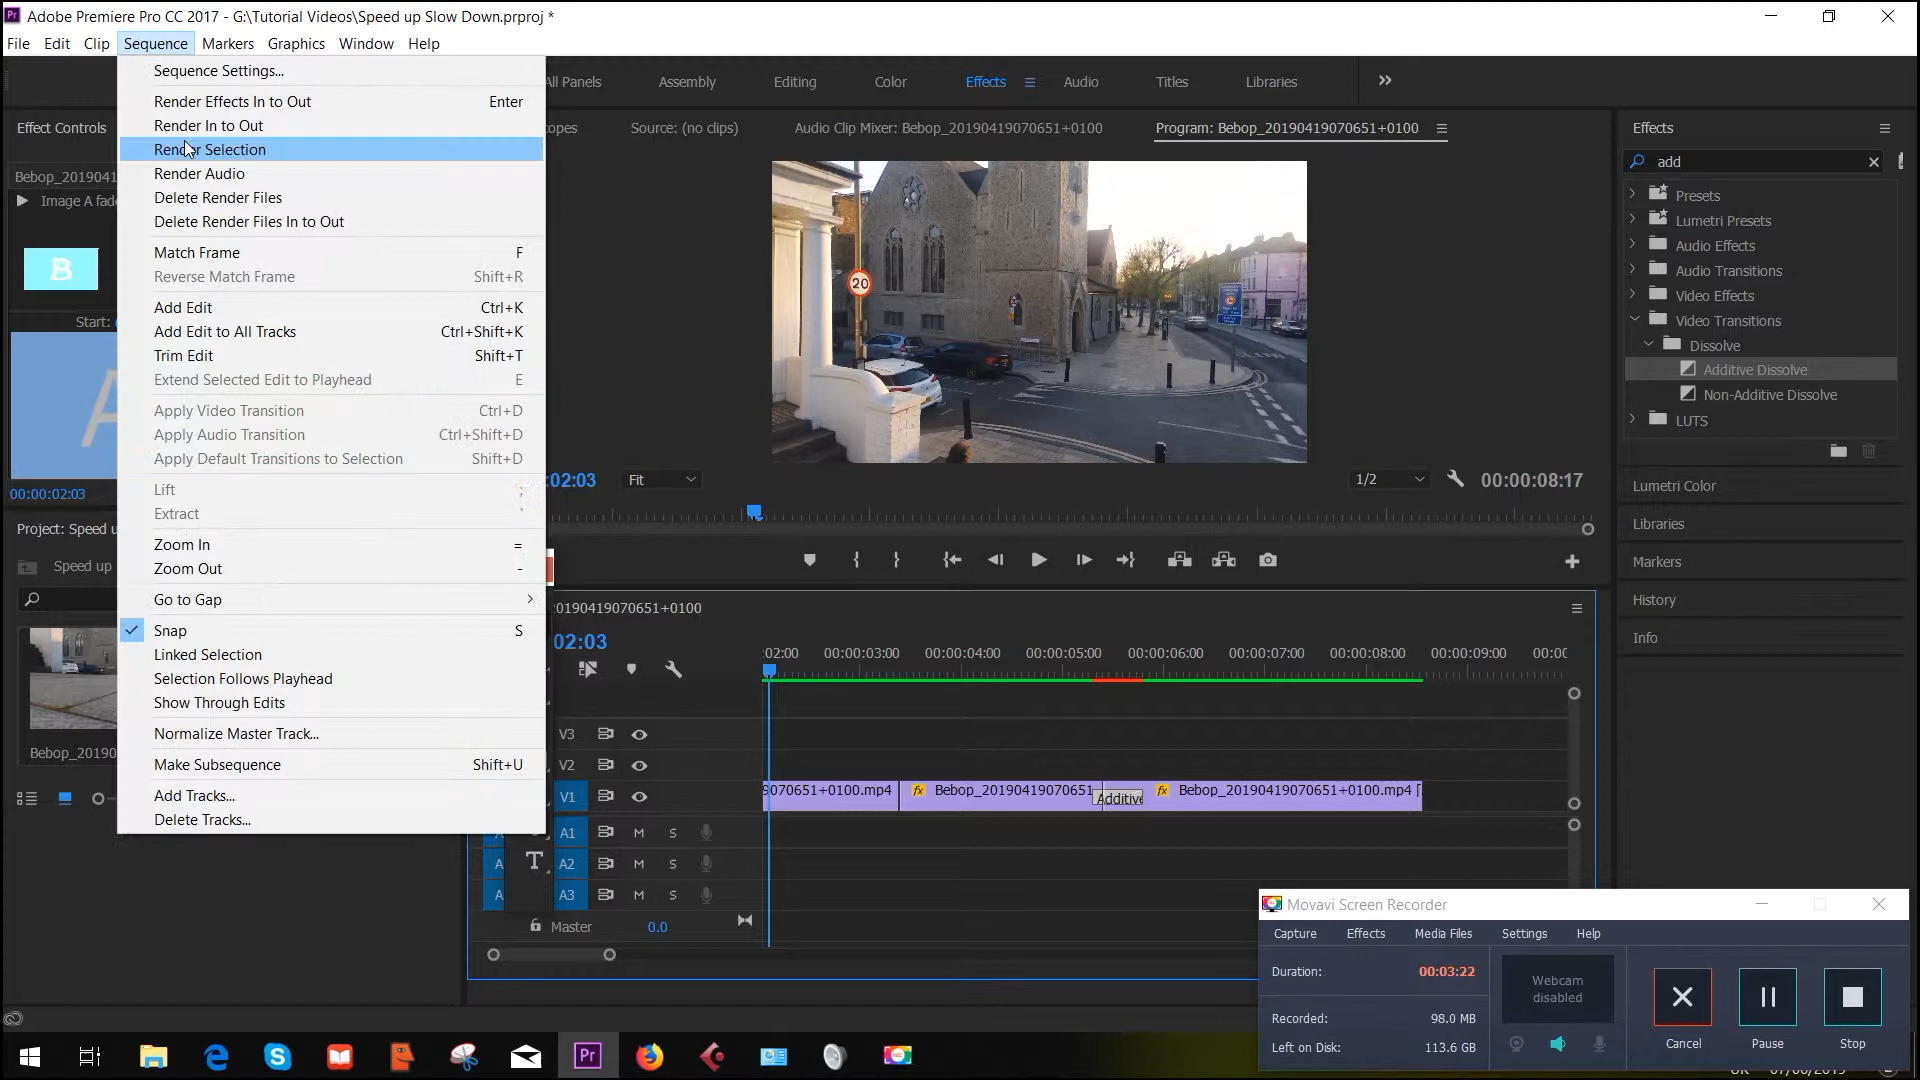 Adobe Premiere Pro CC 2017 - G:\Tutorial Videos\Speed up Slow Down.prproj *
File Edit Clip Sequence Markers Graphics Window Help
Sequence Settings...
Render Effects In to Out Enter
Render In to Out
Render Selection
Render Audio
Delete Render Files
Delete Render Files In to Out
Match Frame F
Reverse Match Frame Shift+R
Add Edit Ctrl+K
Add Edit to All Tracks Ctrl+Shift+K
Trim Edit Shift+T
Extend Selected Edit to Playhead E
Apply Video Transition Ctrl+D
Apply Audio Transition Ctrl+Shift+D
Apply Default Transitions to Selection Shift+D
Lift ;
Extract '
Zoom In =
Zoom Out -
Go to Gap
Snap S
Linked Selection
Selection Follows Playhead
Show Through Edits
Normalize Master Track...
Make Subsequence Shift+U
Add Tracks...
Delete Tracks...
All Panels Assembly Editing Color Effects Audio Titles Libraries
Effect Controls
Bebop_2019041
Image A fade
B
Start:
A
00:00:02:03
Project: Speed u
Speed up
Bebop_20190
opes Source: (no clips) Audio Clip Mixer: Bebop_20190419070651+0100 Program: Bebop_20190419070651+0100
20
:02:03 Fit 1/2 00:00:08:17
20190419070651+0100
02:03
:02:00 00:00:03:00 00:00:04:00 00:00:05:00 00:00:06:00 00:00:07:00 00:00:08:00 00:00:09:00 00:00
V3
V2
V1 9070651+0100.mp4 fx Bebop_20190419070651 Additive fx Bebop_20190419070651+0100.mp4 [
A1 M S
A T A2 M S
A A3 M S
Master 0.0
Effects
add
Presets
Lumetri Presets
Audio Effects
Audio Transitions
Video Effects
Video Transitions
Dissolve
Additive Dissolve
Non-Additive Dissolve
LUTS
Lumetri Color
Libraries
Markers
History
Info
Movavi Screen Recorder
Capture Effects Media Files Settings Help
Duration: 00:03:22
Recorded: 98.0 MB
Left on Disk: 113.6 GB
Webcam
disabled
Cancel Pause Stop
Pr